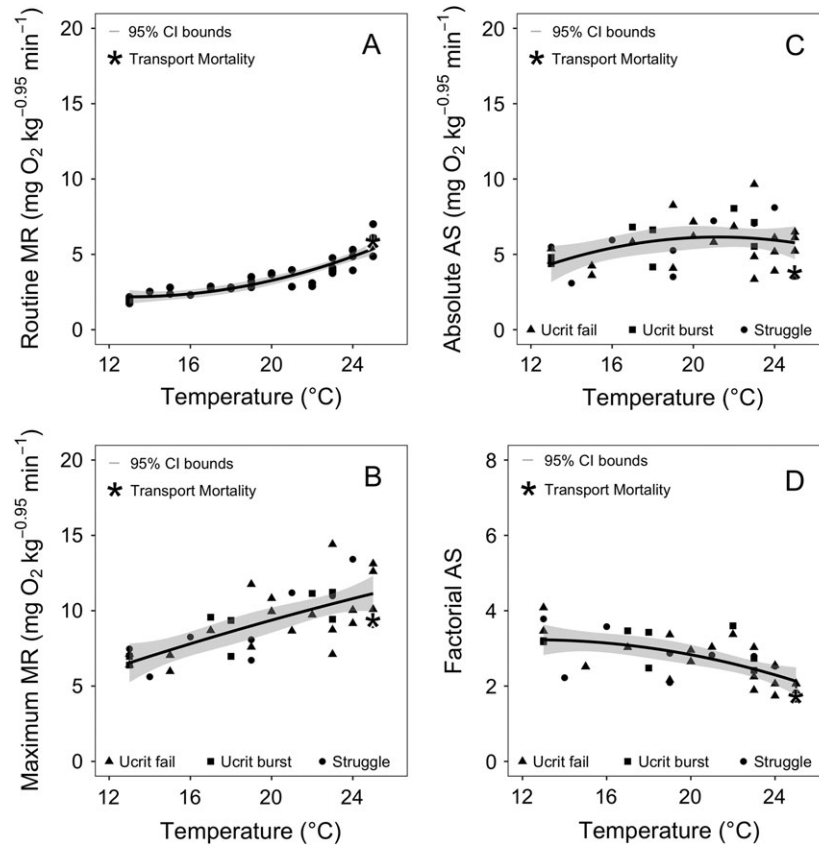 A
95% CI bounds
* Transport Mortality
Routine MR (mg O₂ kg⁻⁰·⁹⁵ min⁻¹)
20
15
10
5
0
12 16 20 24
Temperature (°C)
C
95% CI bounds
* Transport Mortality
Absolute AS (mg O₂ kg⁻⁰·⁹⁵ min⁻¹)
20
15
10
5
0
Ucrit fail Ucrit burst Struggle
12 16 20 24
Temperature (°C)
B
95% CI bounds
* Transport Mortality
Maximum MR (mg O₂ kg⁻⁰·⁹⁵ min⁻¹)
20
15
10
5
0
Ucrit fail Ucrit burst Struggle
12 16 20 24
Temperature (°C)
D
95% CI bounds
* Transport Mortality
Factorial AS
8
6
4
2
0
Ucrit fail Ucrit burst Struggle
12 16 20 24
Temperature (°C)